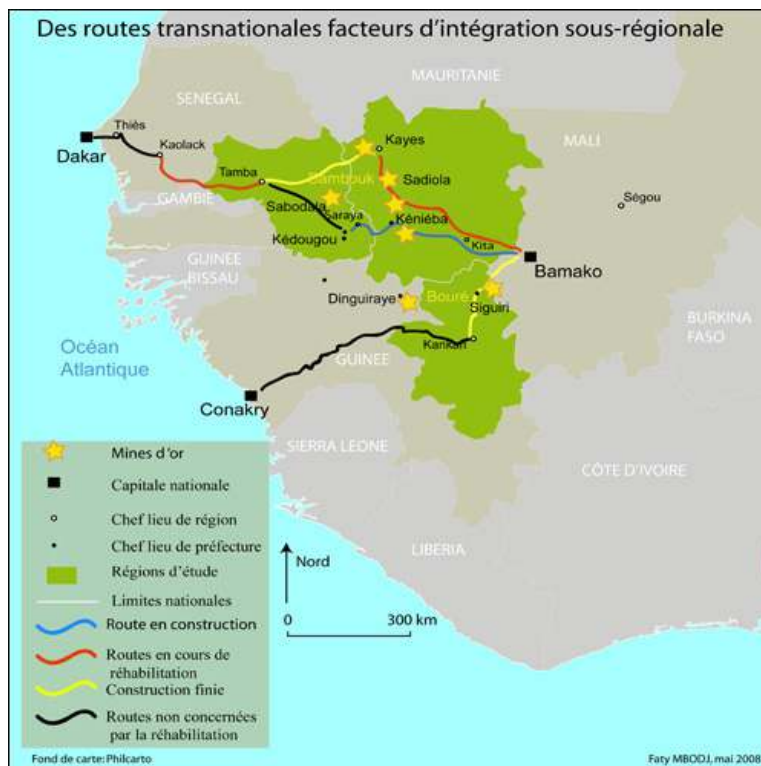 Des routes transnationales facteurs d'intégration sous-régionale
MAURITANIE
SENEGAL
Thiès
Dakar
Kaolack
Kayes
MALI
Tamba
Bambouk
Sadiola
GAMBIE
Sabodala
Saraya
Kéniéba
Ségou
Kédougou
Kita
GUINEE
BISSAU
Bamako
Dinguiraye
Bouré
Siguiri
BURKINA
FASO
Océan
Atlantique
Kankan
GUINEE
Conakry
SIERRA LEONE
CÔTE D'IVOIRE
LIBERIA
Mines d'or
Capitale nationale
Chef lieu de région
Chef lieu de préfecture
Régions d'étude
Limites nationales
Route en construction
Routes en cours de
réhabilitation
Construction finie
Routes non concernées
par la réhabilitation
Nord
0 300 km
Fond de carte: Philcarto
Faty MBODJ, mai 2008